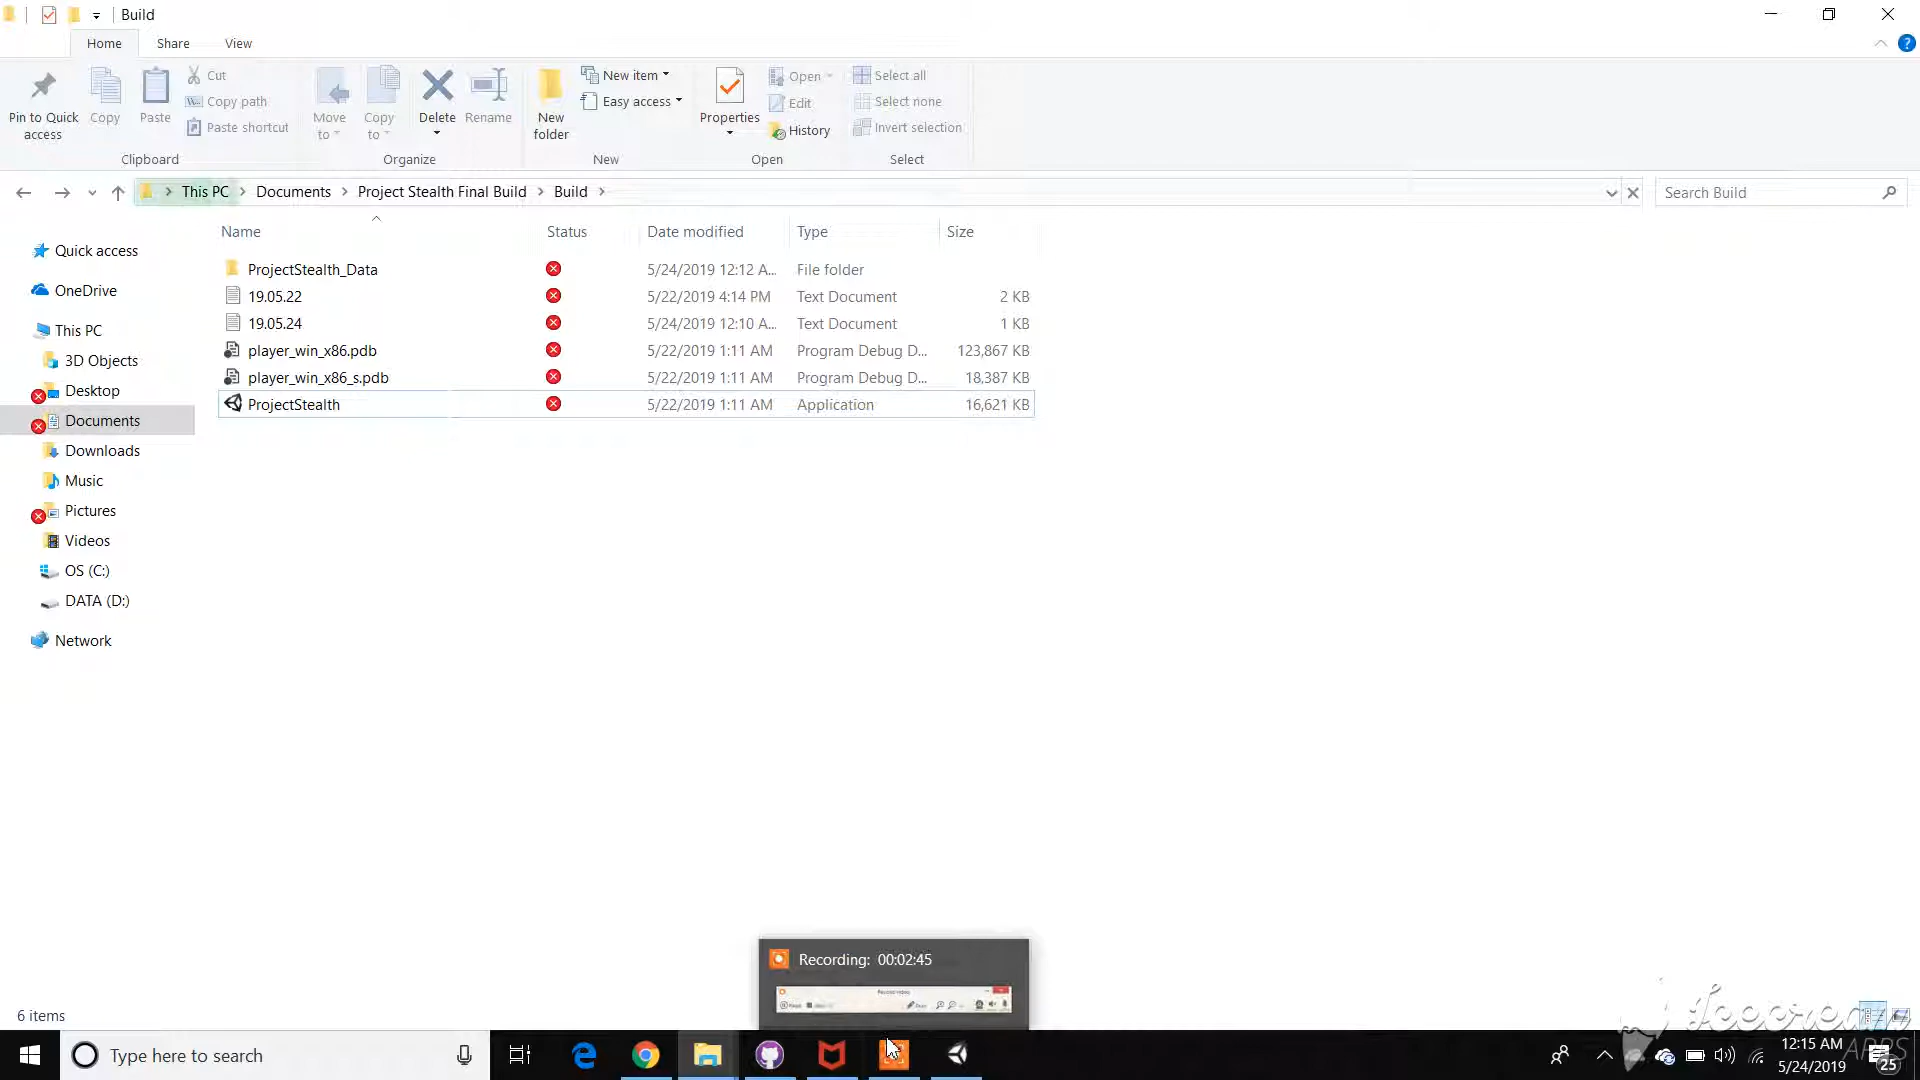 Build
Home Share View
Pin to Quick access
Copy
Paste
Cut
Copy path
Paste shortcut
Clipboard
Move to
Copy to
Delete
Rename
Organize
New folder
New item
Easy access
New
Properties
Open
Edit
History
Open
Select all
Select none
Invert selection
Select
This PC > Documents > Project Stealth Final Build > Build >
Search Build
Name Status Date modified Type Size
ProjectStealth_Data 5/24/2019 12:12 A... File folder
19.05.22 5/22/2019 4:14 PM Text Document 2 KB
19.05.24 5/24/2019 12:10 A... Text Document 1 KB
player_win_x86.pdb 5/22/2019 1:11 AM Program Debug D... 123,867 KB
player_win_x86_s.pdb 5/22/2019 1:11 AM Program Debug D... 18,387 KB
ProjectStealth 5/22/2019 1:11 AM Application 16,621 KB
Quick access
OneDrive
This PC
3D Objects
Desktop
Documents
Downloads
Music
Pictures
Videos
OS (C:)
DATA (D:)
Network
Recording: 00:02:45
6 items
Icecream
APPS
Type here to search
12:15 AM
5/24/2019
25